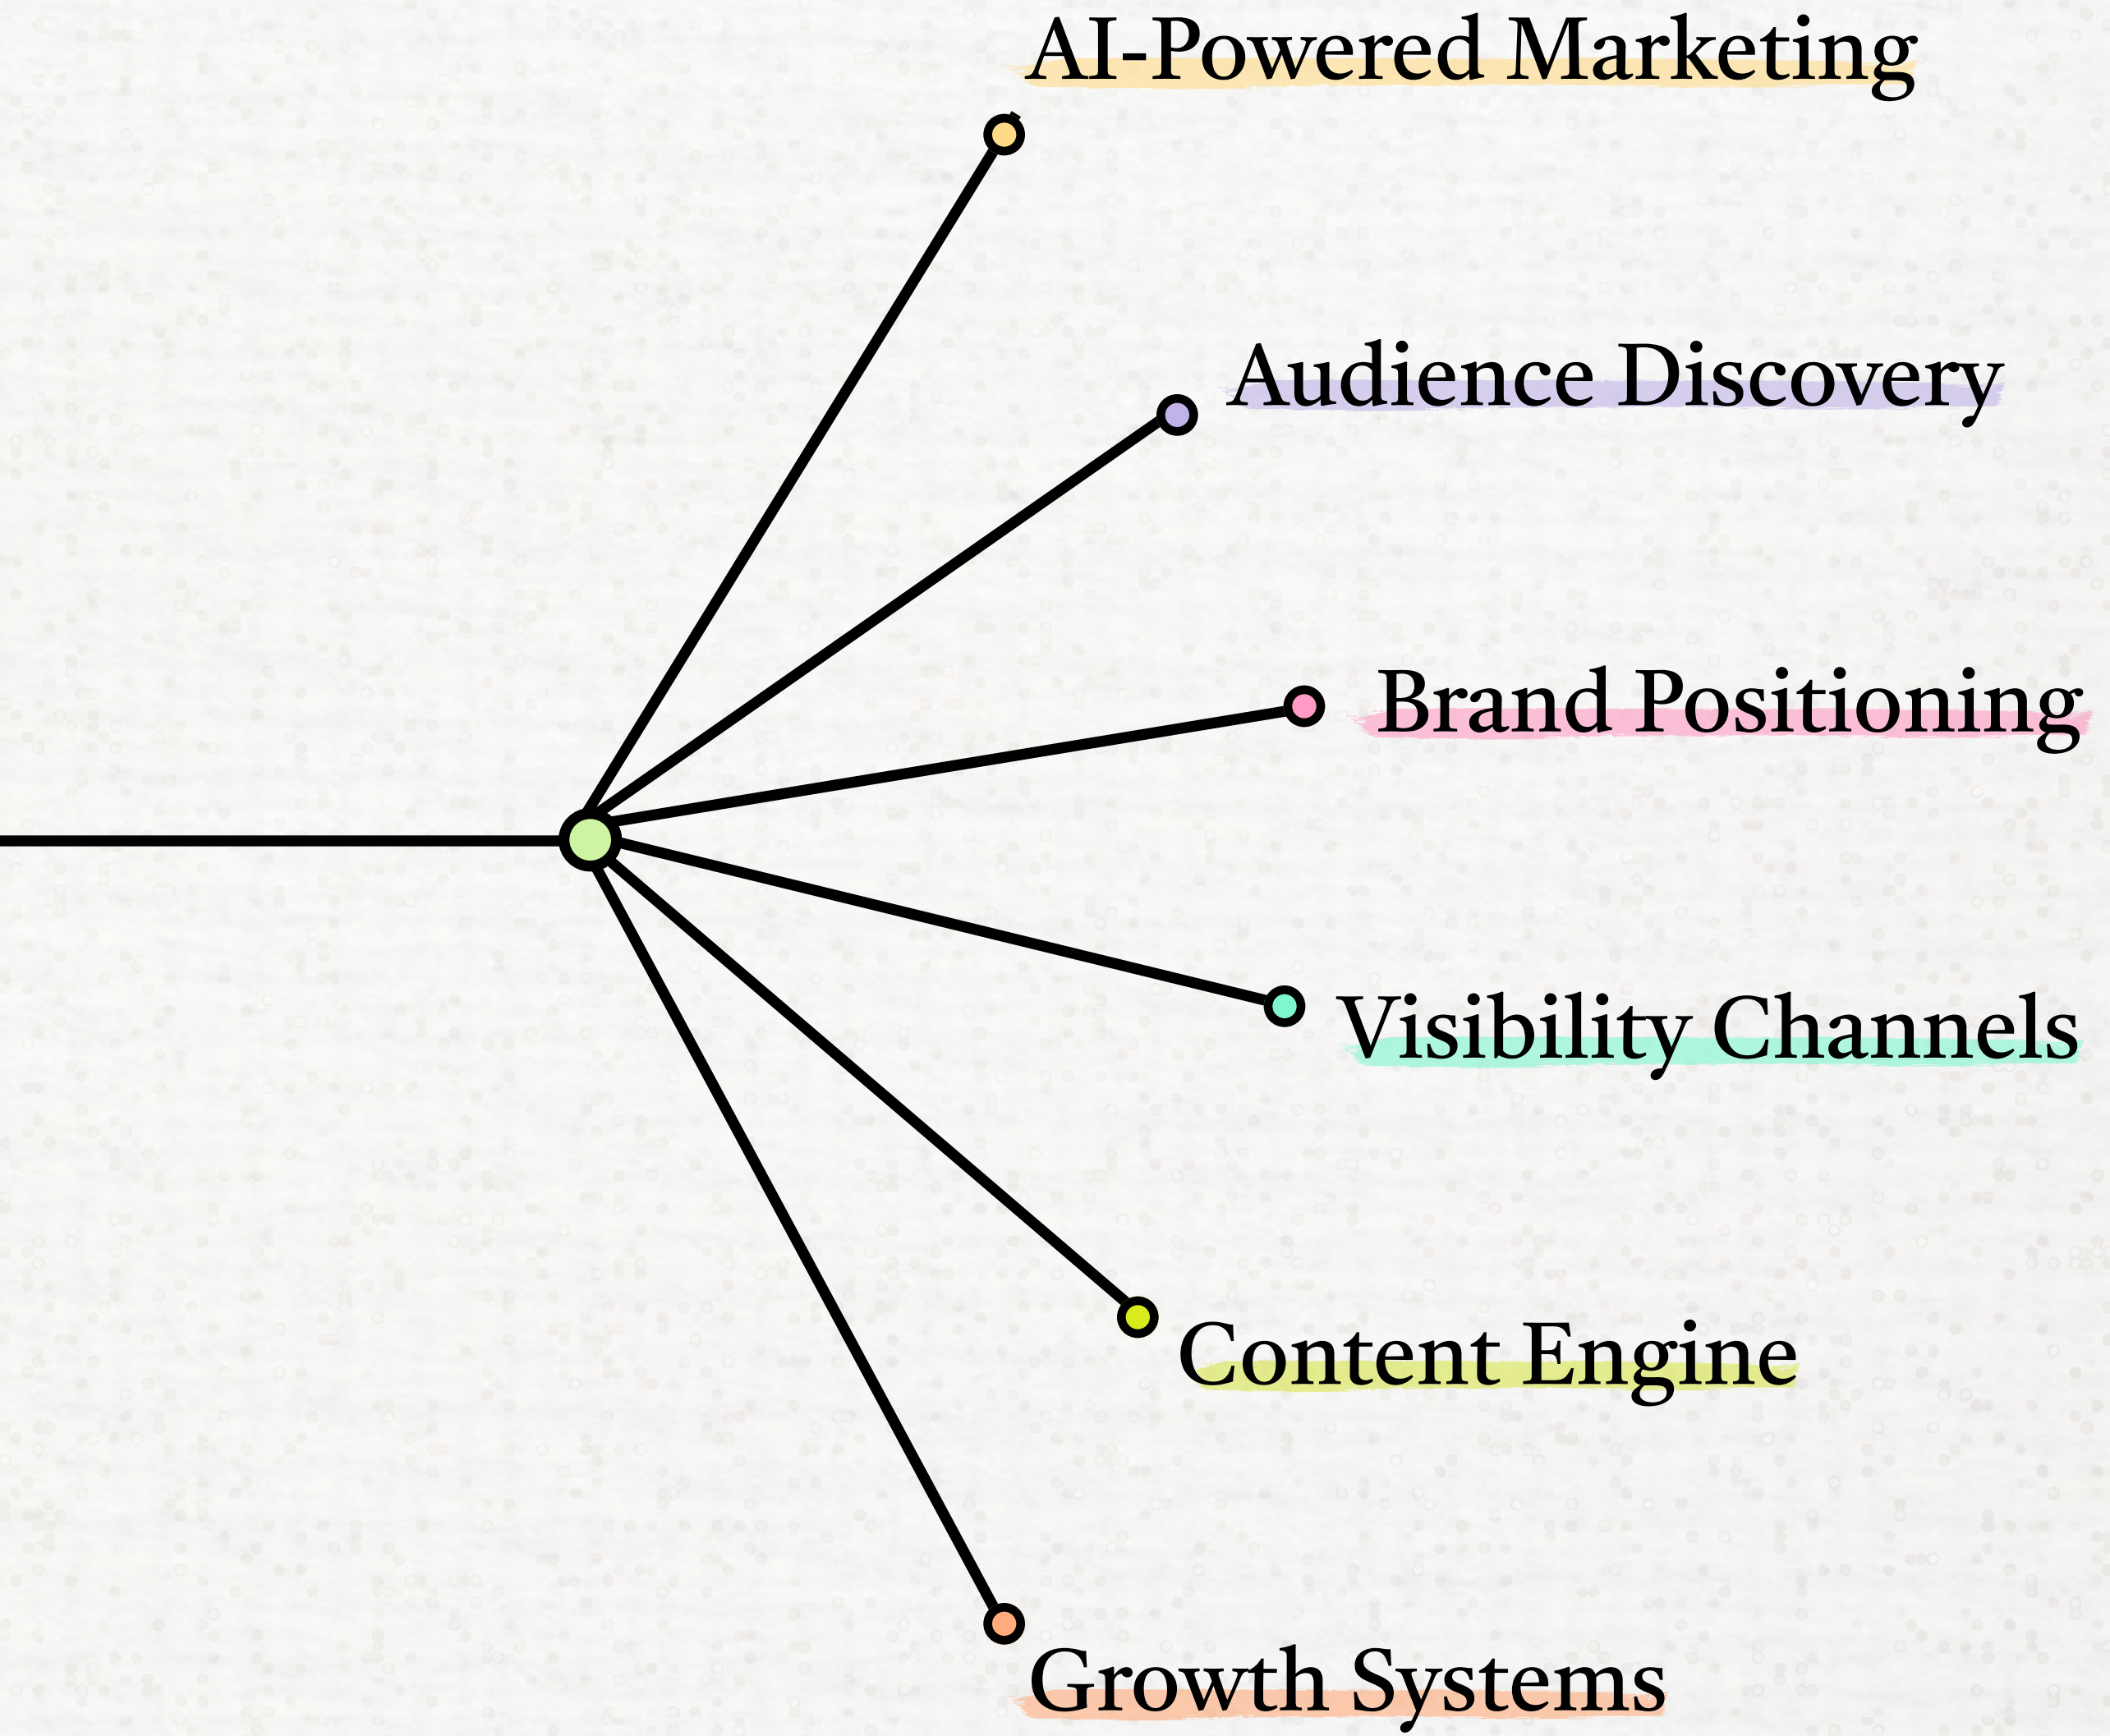 AI-Powered Marketing
Audience Discovery
Brand Positioning
Visibility Channels
Content Engine
Growth Systems